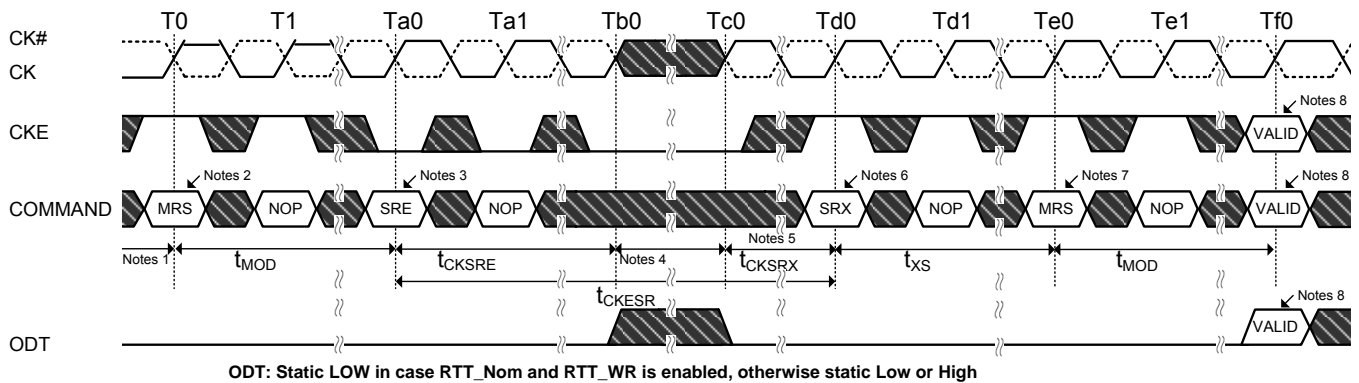 T0 T1 Ta0 Ta1 Tb0 Tc0 Td0 Td1 Te0 Te1 Tf0
CK#
CK
Notes 8
CKE
VALID
Notes 2 Notes 3 Notes 6 Notes 7 Notes 8
COMMAND MRS NOP SRE NOP SRX NOP MRS NOP VALID
Notes 1 tMOD tCKSRE Notes 4 Notes 5 tCKSRX tXS tMOD
tCKESR
Notes 8
ODT VALID
ODT: Static LOW in case RTT_Nom and RTT_WR is enabled, otherwise static Low or High